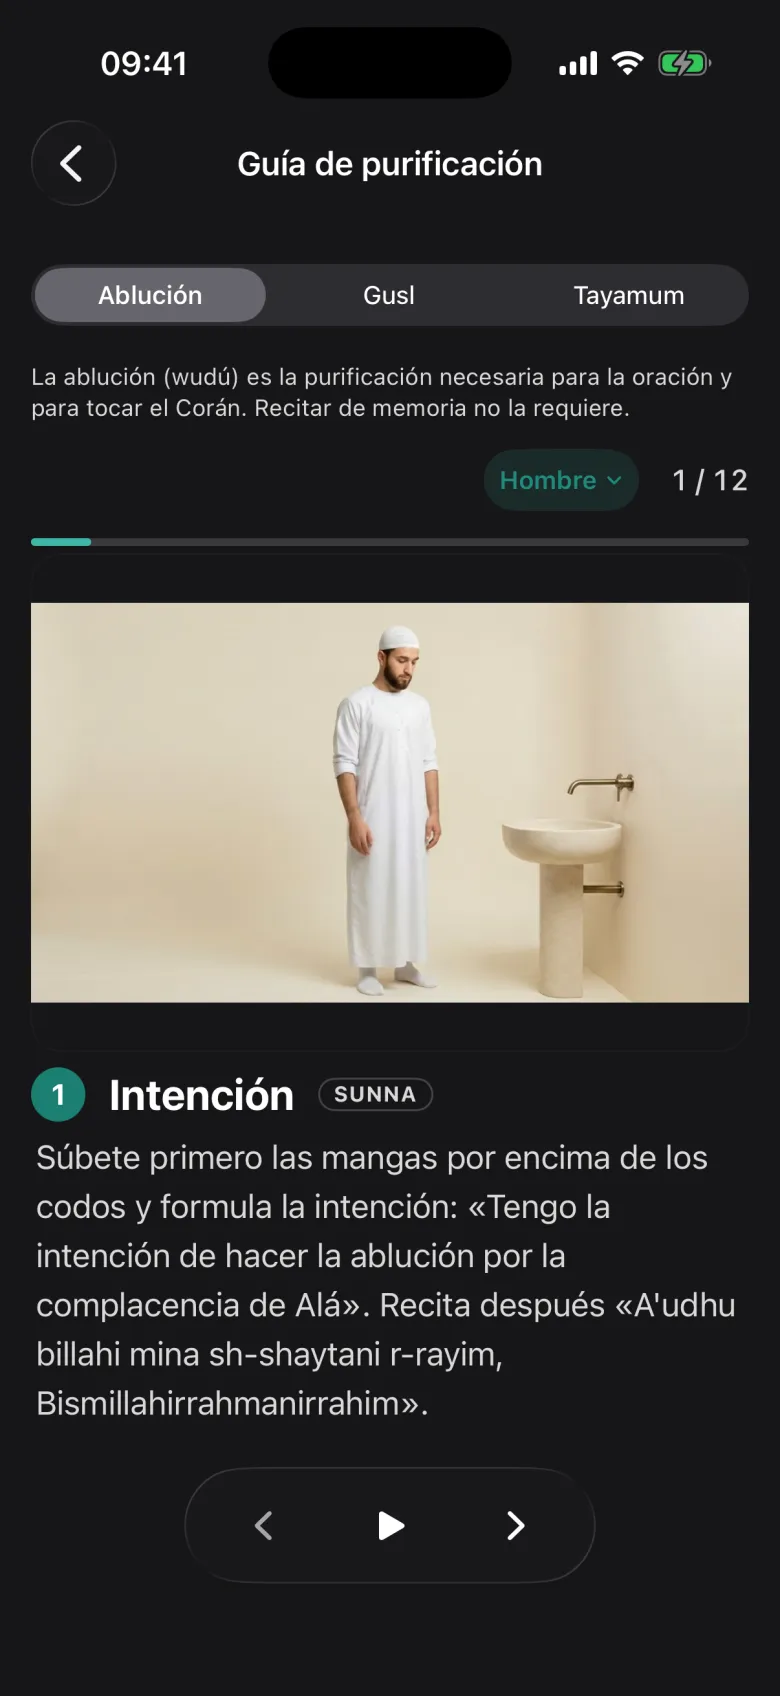 09:41
Guía de purificación
Ablución
Gusl
Tayamum
La ablución (wudú) es la purificación necesaria para la oración y
para tocar el Corán. Recitar de memoria no la requiere.
Hombre
1 / 12
1
Intención
SUNNA
Súbete primero las mangas por encima de los
codos y formula la intención: «Tengo la
intención de hacer la ablución por la
complacencia de Alá». Recita después «A'udhu
billahi mina sh-shaytani r-rayim,
Bismillahirrahmanirrahim».